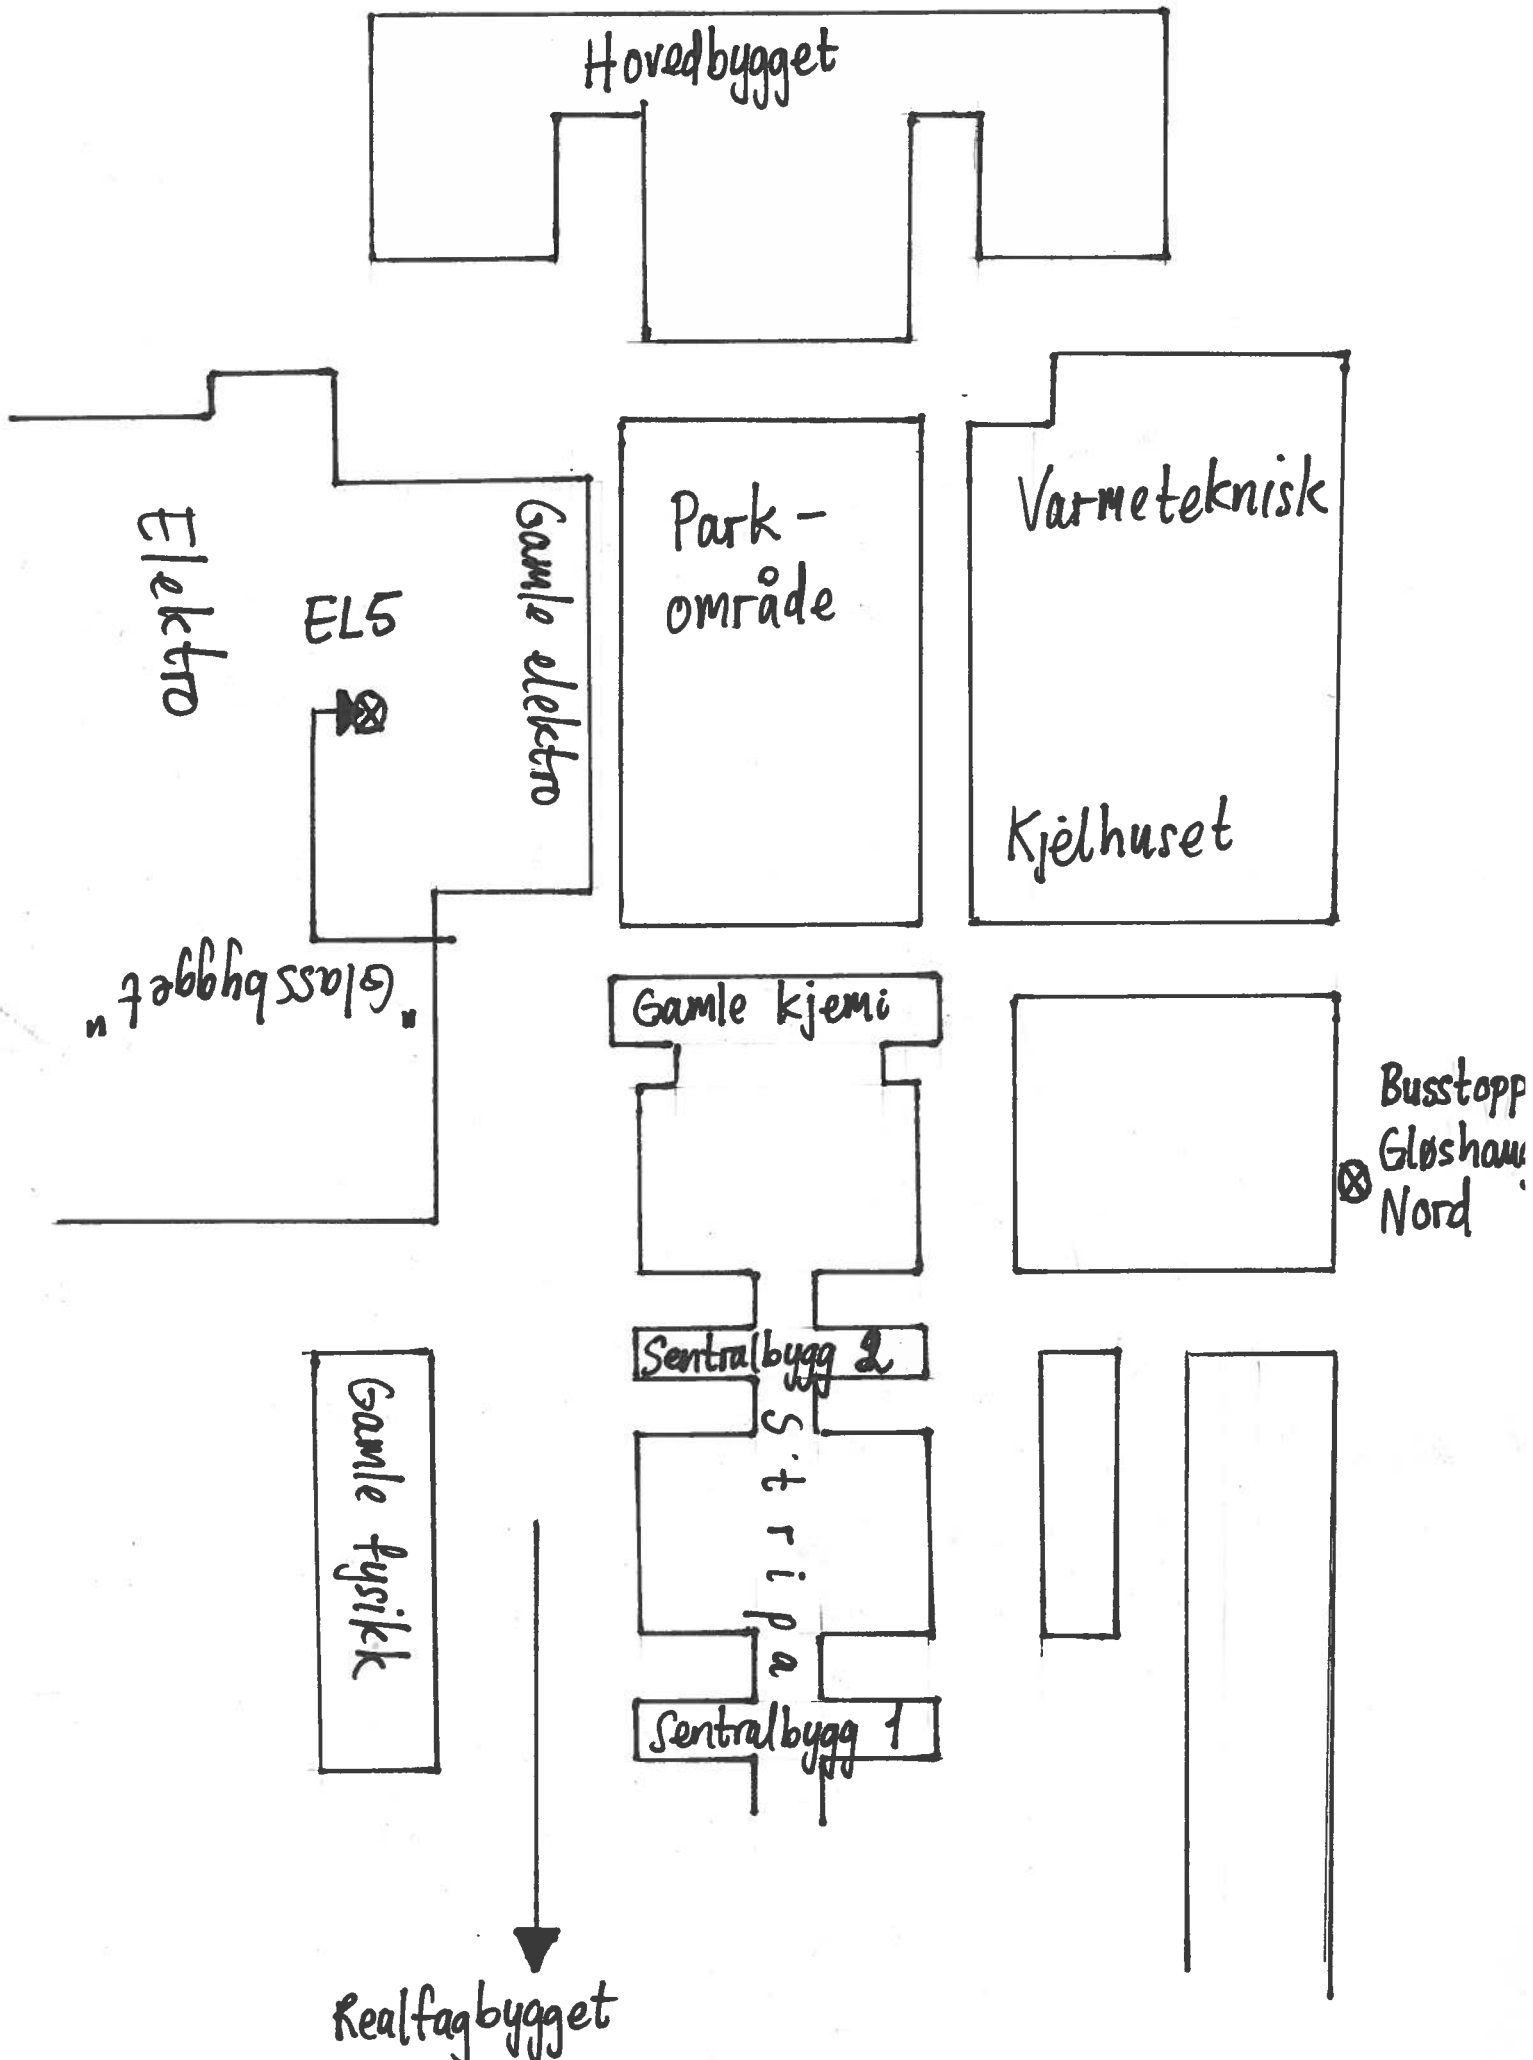 Hovedbygget
Park-
område
Varmeteknisk
Kjelhuset
Elektro
EL5
Gamle elektro
"Glassbygget"
Gamle kjemi
Busstopp
Gløshau
Nord
Sentralbygg 2
Stripa
Gamle fysikk
Sentralbygg 1
Realfagbygget